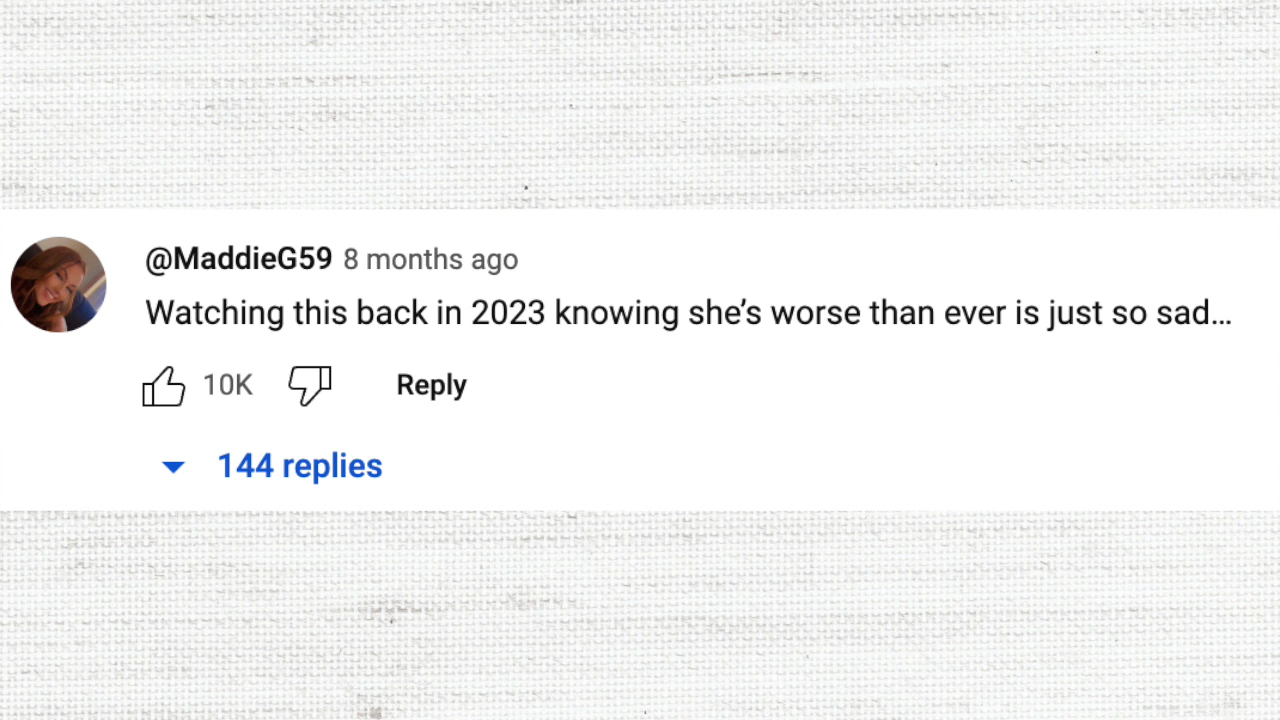 @MaddieG59 8 months ago
Watching this back in 2023 knowing she’s worse than ever is just so sad...
10K Reply
144 replies